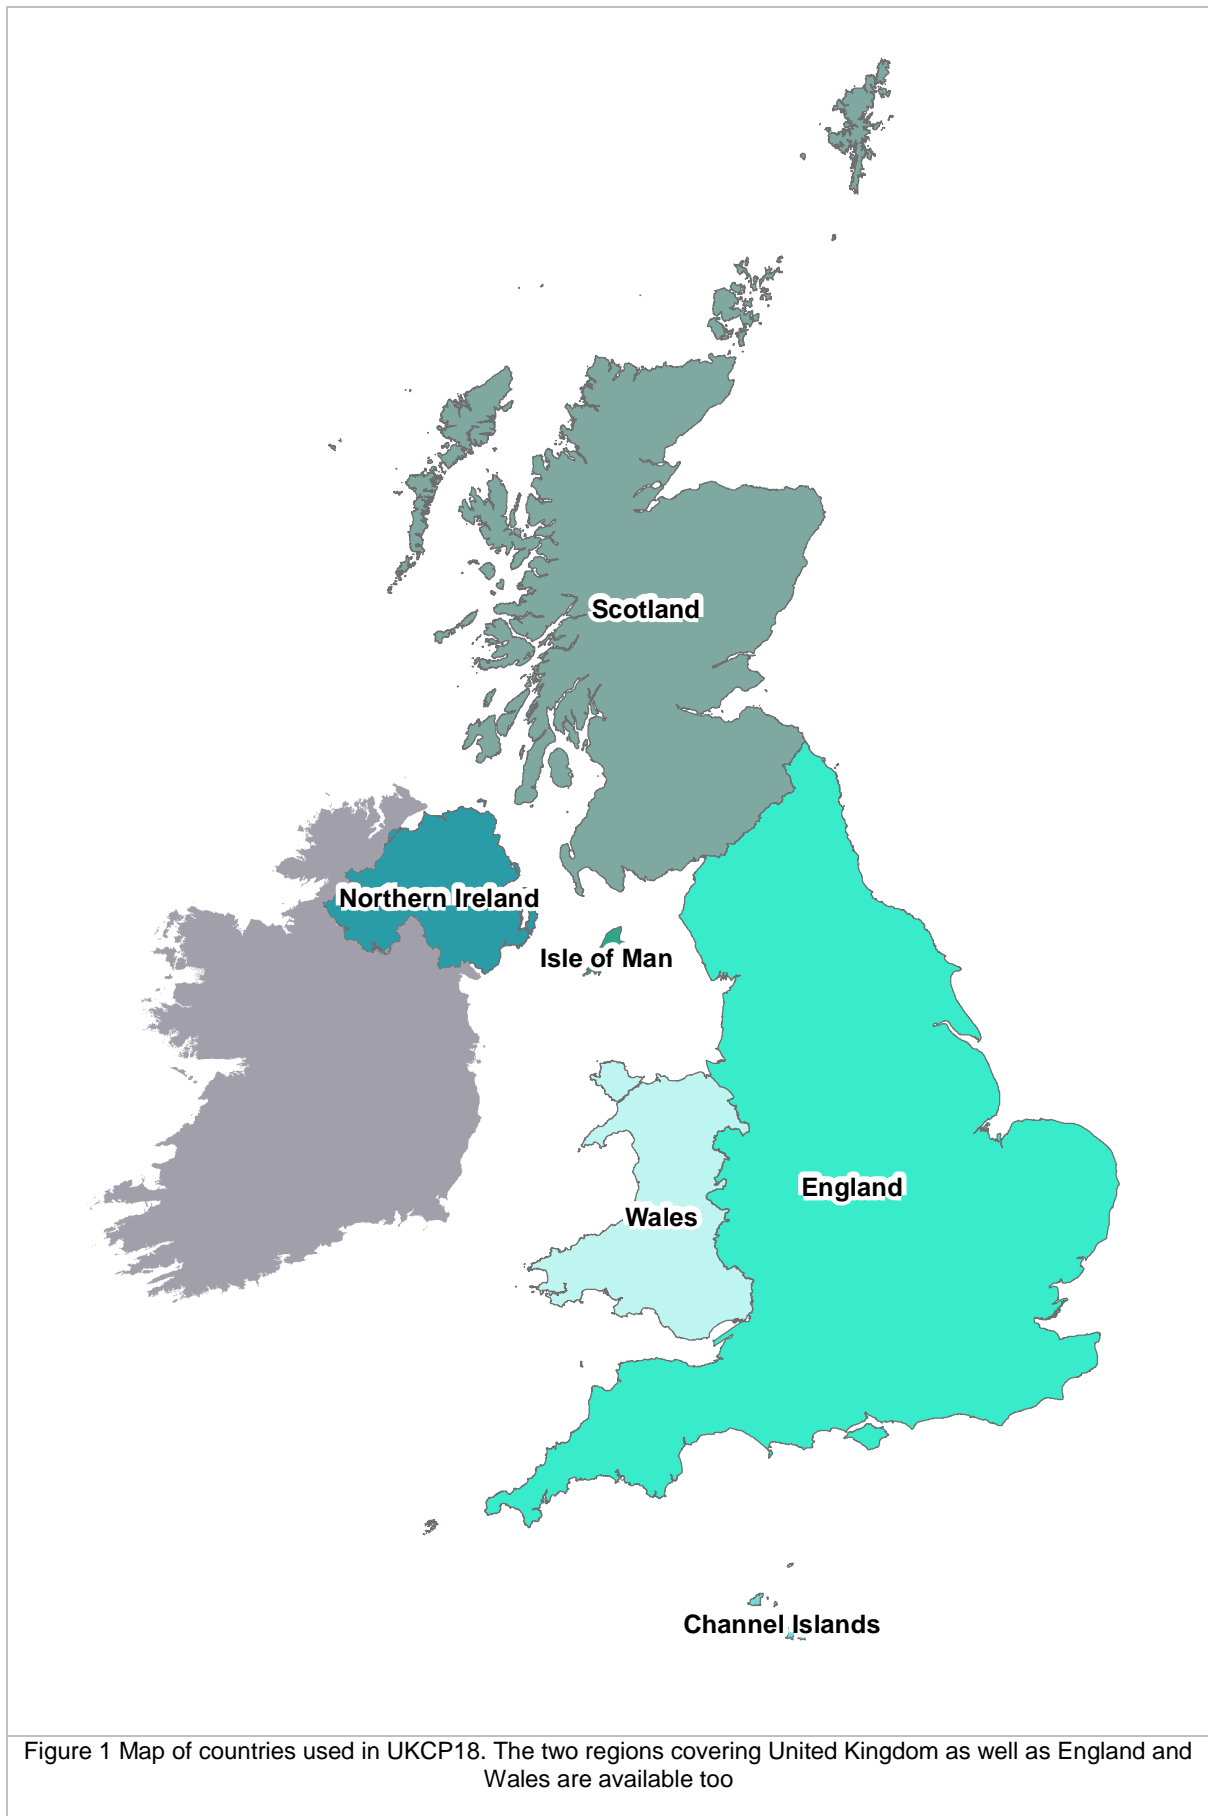 Scotland
Northern Ireland
Isle of Man
England
Wales
Channel Islands
Figure 1 Map of countries used in UKCP18. The two regions covering United Kingdom as well as England and
Wales are available too